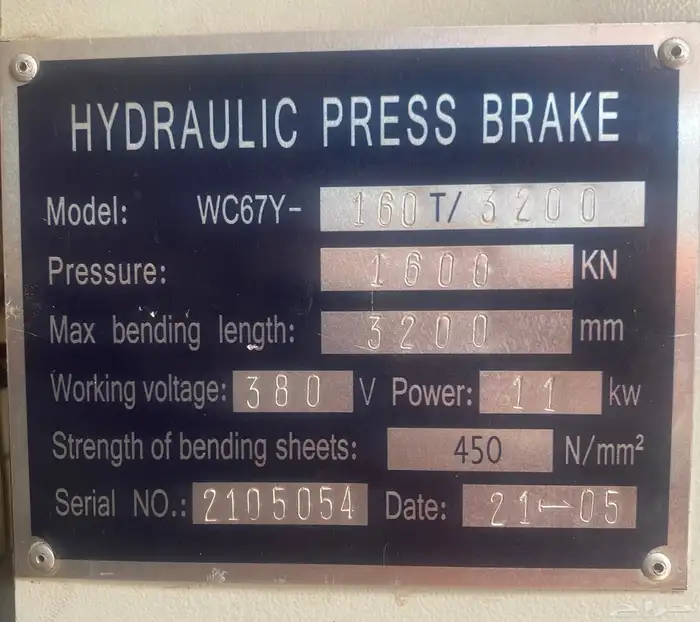 HYDRAULIC PRESS BRAKE
Model: WC67Y- 160T/3200
Pressure: 1600 KN
Max bending length: 3200 mm
Working voltage: 380 V Power: 11 kw
Strength of bending sheets: 450 N/mm²
Serial NO.: 2105054 Date: 21-05
حراج